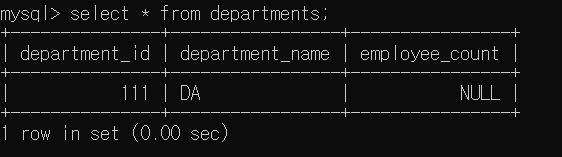 mysql> select * from departments;
+---------------+-----------------+----------------+
| department_id | department_name | employee_count |
+---------------+-----------------+----------------+
|           111 | DA              |           NULL |
+---------------+-----------------+----------------+
1 row in set (0.00 sec)